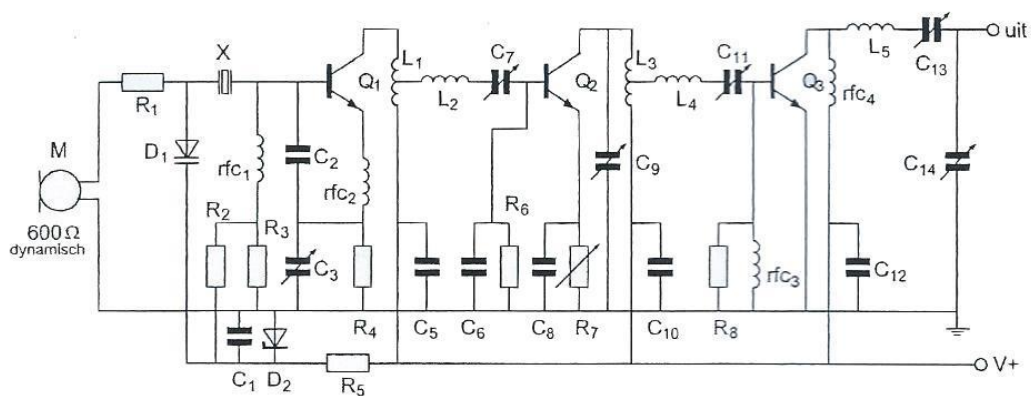 uit
L₅
C₁₃
X
L₁
C₇
L₃
C₁₁
R₁
Q₁
L₂
Q₂
L₄
Q₃
rfc₄
D₁
M
rfc₁
C₂
rfc₂
C₉
C₁₄
600 Ω
dynamisch
R₂
R₃
R₆
C₃
rfc₃
C₁₂
R₄
C₅
C₆
C₈
R₇
C₁₀
R₈
C₁
D₂
R₅
V+